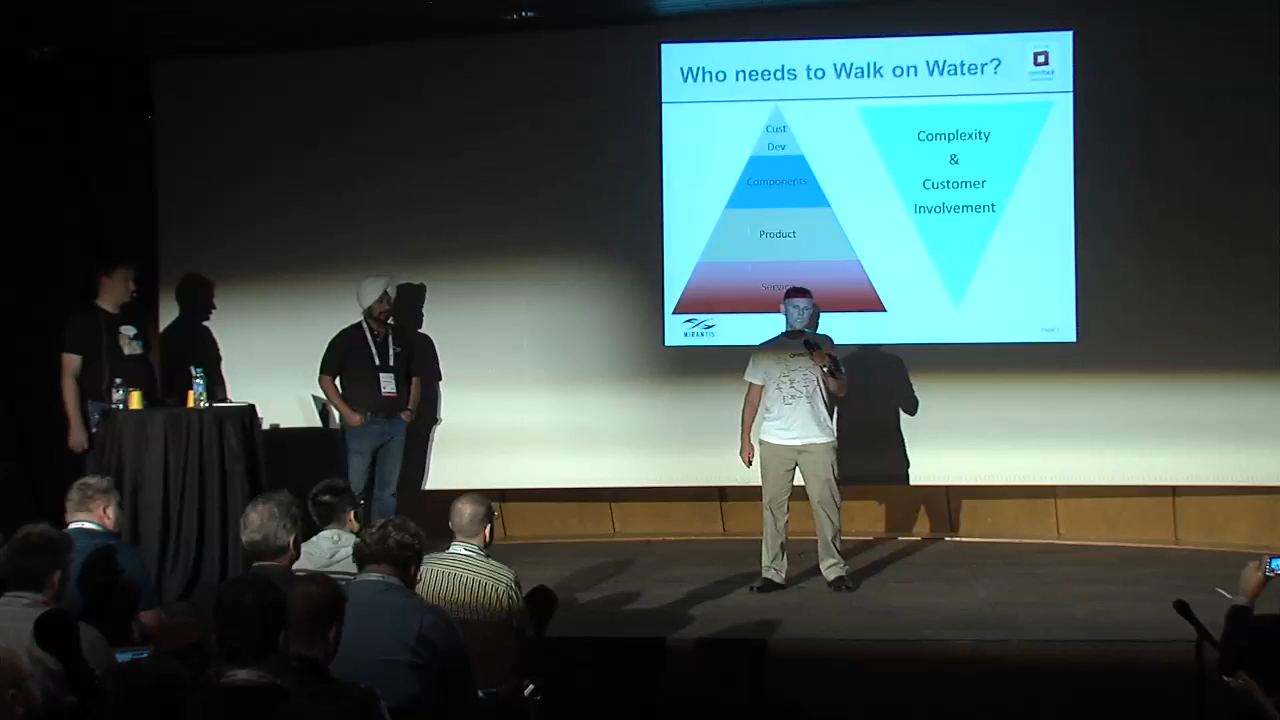 Who needs to Walk on Water?
Cust
Dev
Components
Product
Complexity
&
Customer
Involvement
MIRANTIS